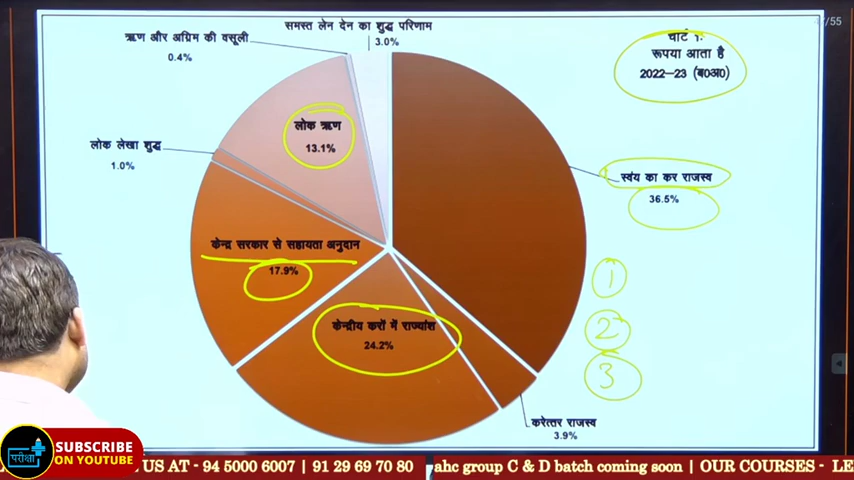 समस्त लेन देन का शुद्ध परिणाम
3.0%
ऋण और अग्रिम की वसूली
0.4%
चार्ट 1:
रूपया आता है
2022–23 (ब0अ0)
/55
लोक ऋण
13.1%
लोक लेखा शुद्ध
1.0%
स्वंय का कर राजस्व
36.5%
केन्द्र सरकार से सहायता अनुदान
17.9%
केन्द्रीय करों में राज्यांश
24.2%
1
2
3
करेत्तर राजस्व
3.9%
परीक्षा
SUBSCRIBE
ON YOUTUBE
US AT - 94 5000 6007 | 91 29 69 70 80 ahc group C & D batch coming soon | OUR COURSES - LE